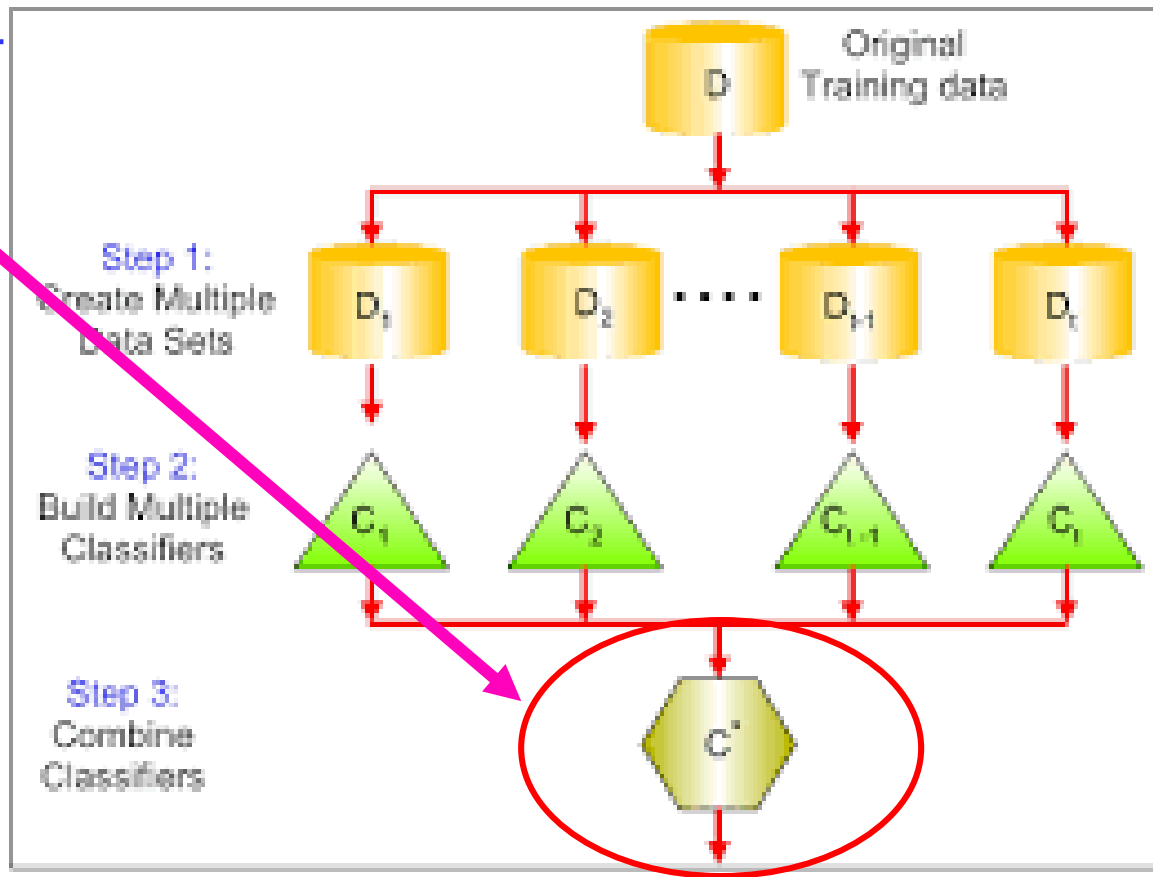 D
Original
Training data
Step 1:
Create Multiple
Data Sets
D1
D2
....
Dt-1
Dt
Step 2:
Build Multiple
Classifiers
C1
C2
Ct-1
Ct
Step 3:
Combine
Classifiers
C*